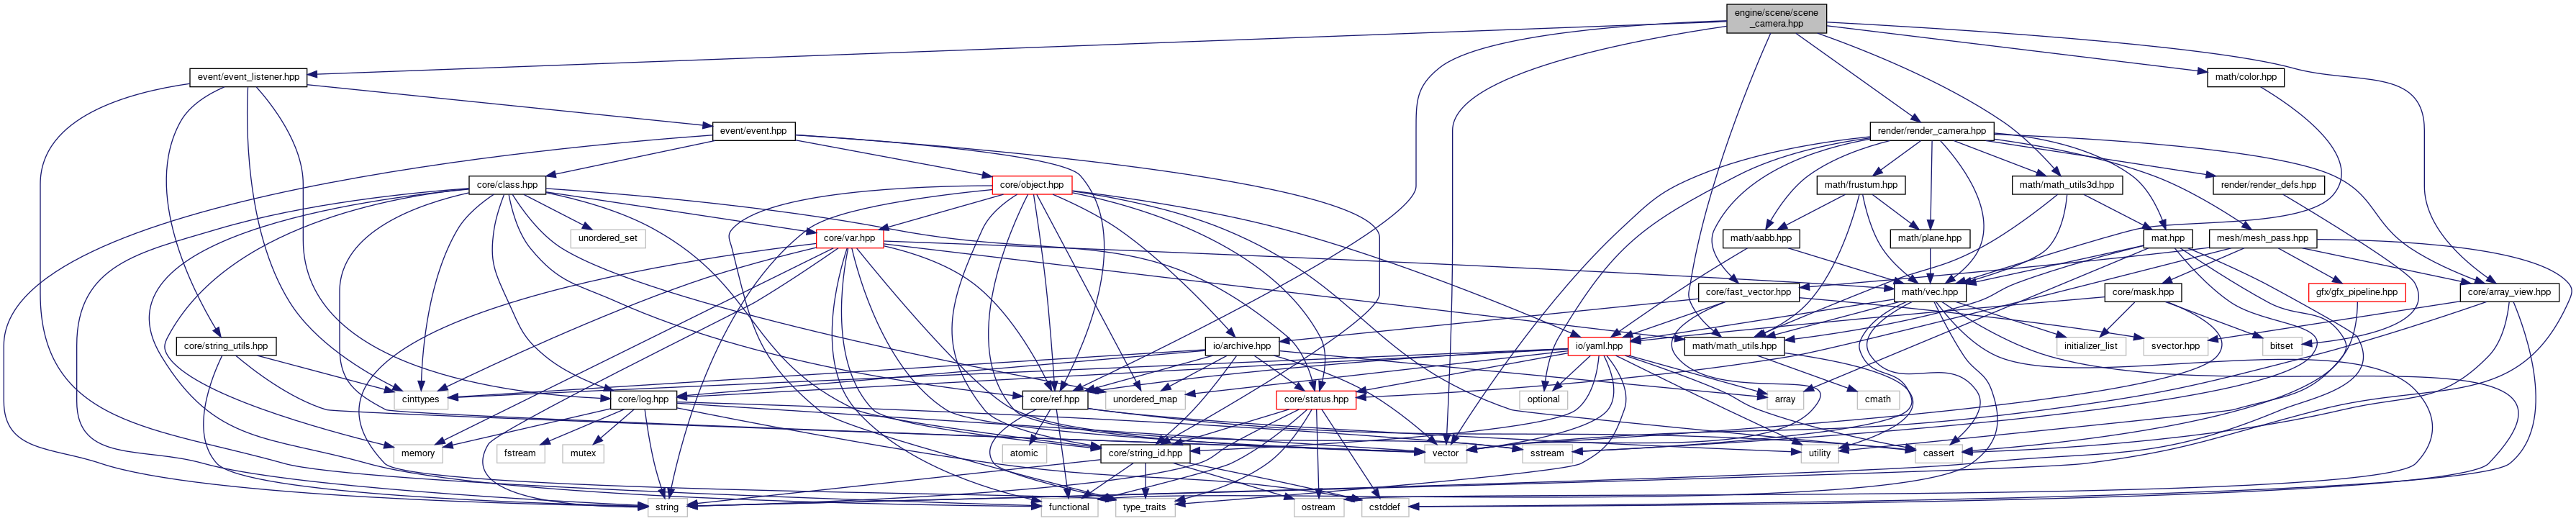 engine/scene/scene
_camera.hpp
event/event_listener.hpp
math/color.hpp
event/event.hpp
render/render_camera.hpp
core/class.hpp
core/object.hpp
math/frustum.hpp
math/math_utils3d.hpp
render/render_defs.hpp
unordered_set
core/var.hpp
math/aabb.hpp
math/plane.hpp
mat.hpp
mesh/mesh_pass.hpp
core/fast_vector.hpp
math/vec.hpp
core/mask.hpp
gfx/gfx_pipeline.hpp
core/array_view.hpp
core/string_utils.hpp
io/archive.hpp
io/yaml.hpp
math/math_utils.hpp
initializer_list
svector.hpp
bitset
cinttypes
core/log.hpp
core/ref.hpp
unordered_map
core/status.hpp
optional
array
cmath
memory
fstream
mutex
atomic
core/string_id.hpp
vector
sstream
utility
cassert
string
functional
type_traits
ostream
cstddef